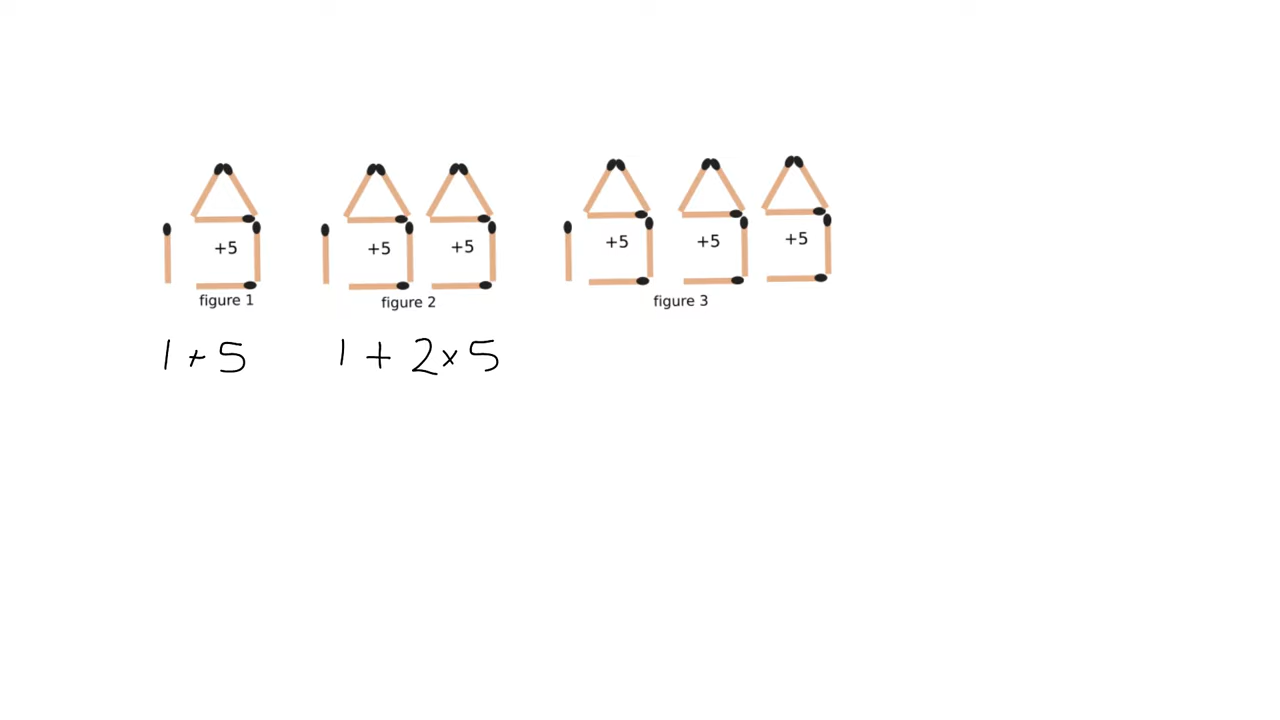 +5 +5 +5 +5 +5 +5
figure 1 figure 2 figure 3
1 + 5 1 + 2 × 5